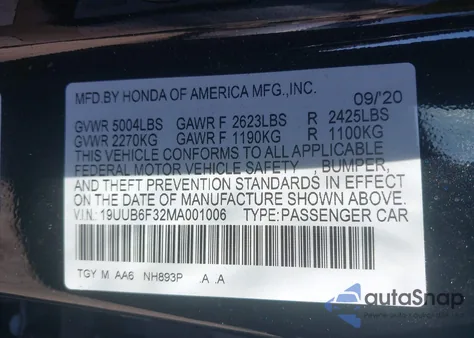 MFD.BY HONDA OF AMERICA MFG.,INC. 09/'20
GVWR 5004LBS GAWR F 2623LBS R 2425LBS
GVWR 2270KG GAWR F 1190KG R 1100KG
THIS VEHICLE CONFORMS TO ALL APPLICABLE
FEDERAL MOTOR VEHICLE SAFETY , BUMPER,
AND THEFT PREVENTION STANDARDS IN EFFECT
ON THE DATE OF MANUFACTURE SHOWN ABOVE.
V I N : 19UUB6F32MA001006 TYPE:PASSENGER CAR
TGY M AA6 NH893P .A .A
autoSnap